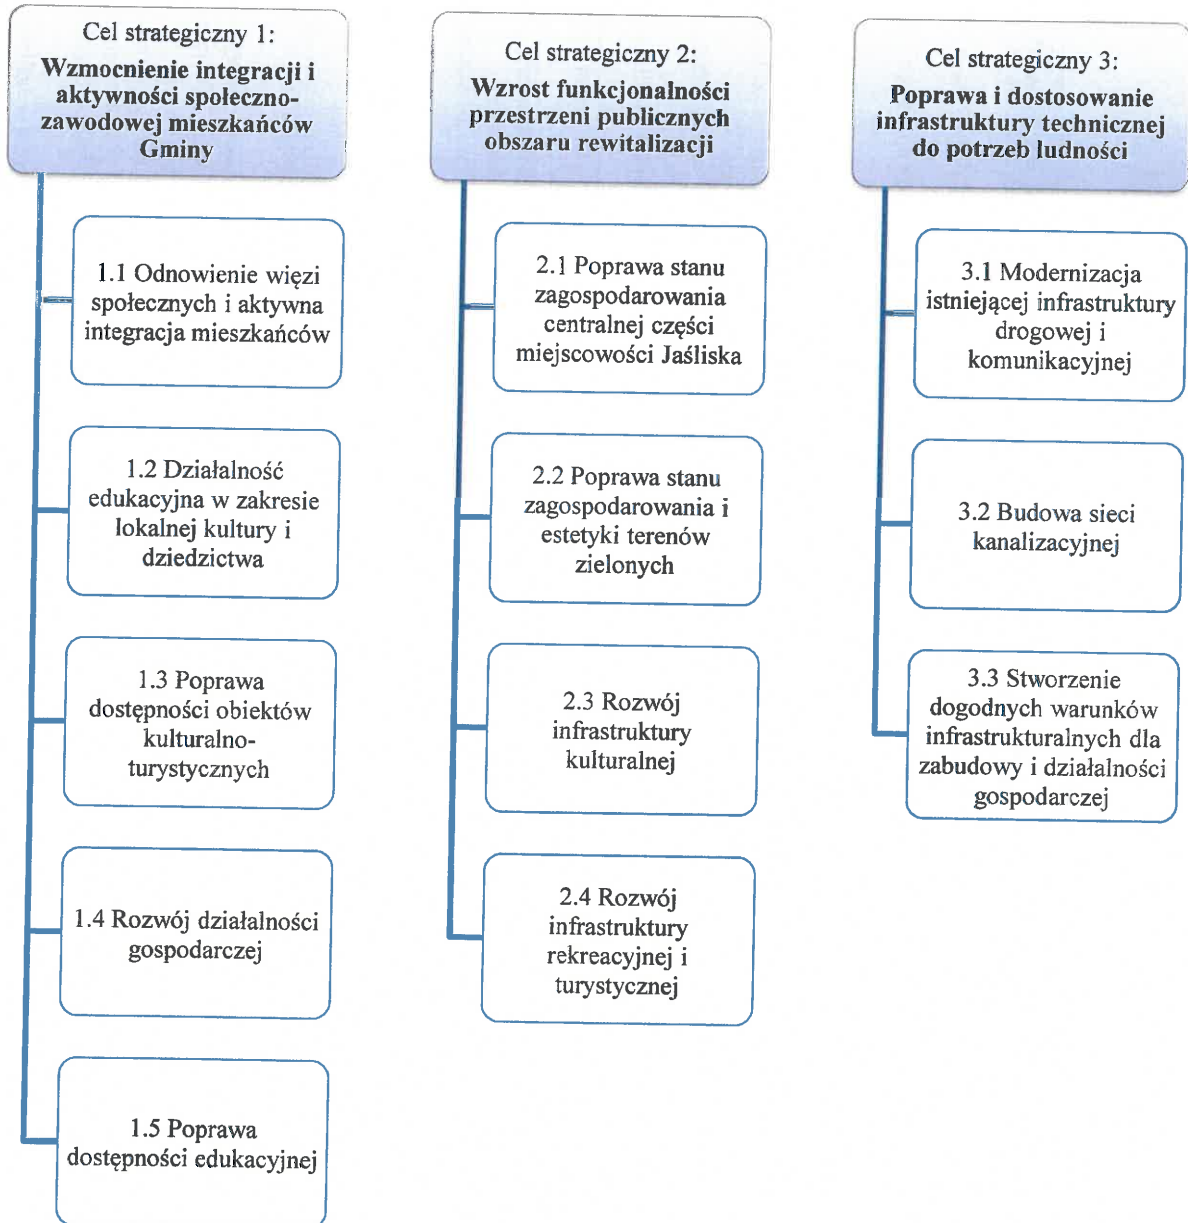 Cel strategiczny 1:
Wzmocnienie integracji i
aktywności społeczno-
zawodowej mieszkańców
Gminy
1.1 Odnowienie więzi
społecznych i aktywna
integracja mieszkańców
1.2 Działalność
edukacyjna w zakresie
lokalnej kultury i
dziedzictwa
1.3 Poprawa
dostępności obiektów
kulturalno-
turystycznych
1.4 Rozwój działalności
gospodarczej
1.5 Poprawa
dostępności edukacyjnej
Cel strategiczny 2:
Wzrost funkcjonalności
przestrzeni publicznych
obszaru rewitalizacji
2.1 Poprawa stanu
zagospodarowania
centralnej części
miejscowości Jaśliska
2.2 Poprawa stanu
zagospodarowania i
estetyki terenów
zielonych
2.3 Rozwój
infrastruktury
kulturalnej
2.4 Rozwój
infrastruktury
rekreacyjnej i
turystycznej
Cel strategiczny 3:
Poprawa i dostosowanie
infrastruktury technicznej
do potrzeb ludności
3.1 Modernizacja
istniejącej infrastruktury
drogowej i
komunikacyjnej
3.2 Budowa sieci
kanalizacyjnej
3.3 Stworzenie
dogodnych warunków
infrastrukturalnych dla
zabudowy i działalności
gospodarczej